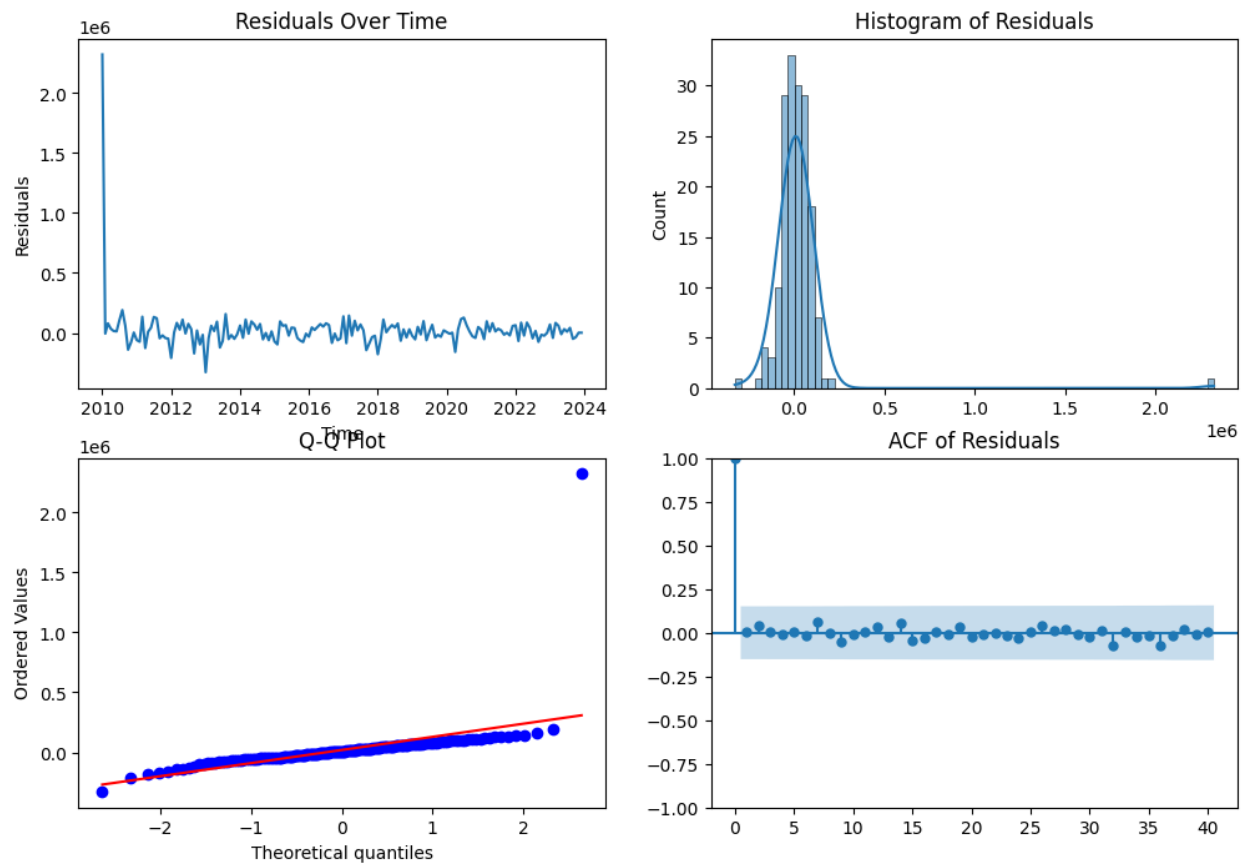 Residuals Over Time
1e6
2.0
1.5
1.0
0.5
0.0
Residuals
2010 2012 2014 2016 2018 2020 2022 2024
Time
Histogram of Residuals
30
25
20
15
10
5
0
Count
0.0 0.5 1.0 1.5 2.0
1e6
Q-Q Plot
1e6
2.0
1.5
1.0
0.5
0.0
Ordered Values
−2 −1 0 1 2
Theoretical quantiles
ACF of Residuals
1.00
0.75
0.50
0.25
0.00
−0.25
−0.50
−0.75
−1.00
0 5 10 15 20 25 30 35 40